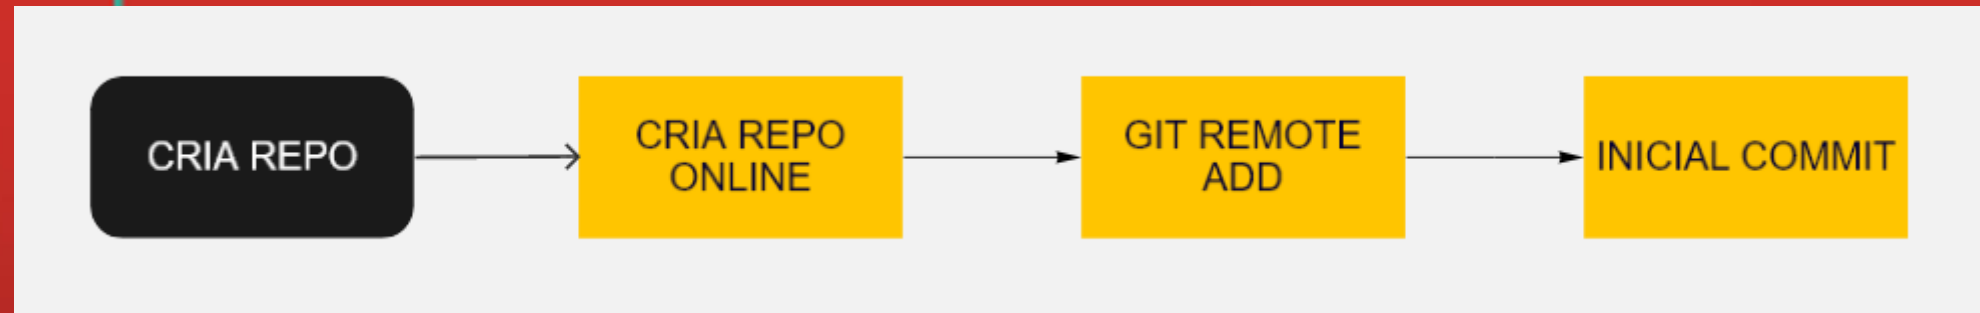 CRIA REPO
CRIA REPO
ONLINE
GIT REMOTE
ADD
INICIAL COMMIT